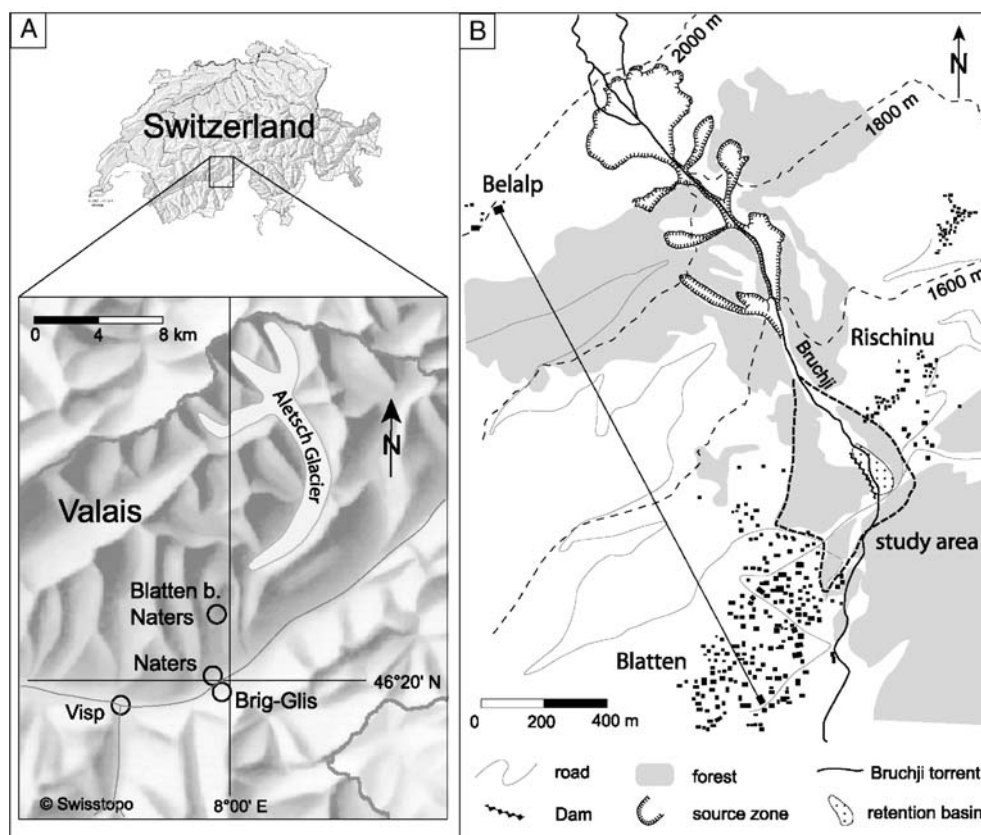 A
Switzerland
0 4 8 km
N
Aletsch Glacier
Valais
Blatten b.
Naters
Naters
46°20' N
Visp
Brig-Glis
© Swisstopo
8°00' E
B
2000 m
N
1800 m
Belalp
1600 m
Rischinu
Bruchji
study area
Blatten
0 200 400 m
road
forest
Bruchji torrent
Dam
source zone
retention basin